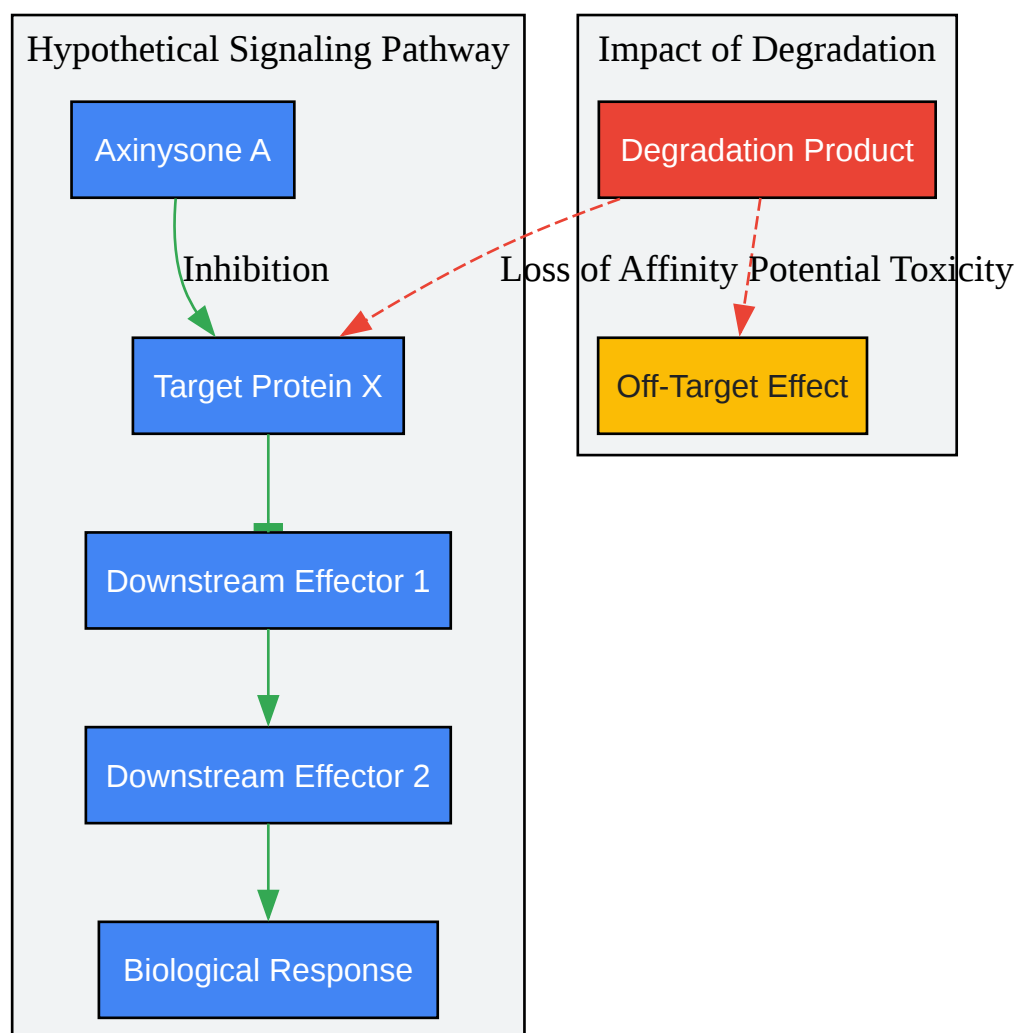 Hypothetical Signaling Pathway
Axinysone A
Inhibition
Target Protein X
Downstream Effector 1
Downstream Effector 2
Biological Response
Impact of Degradation
Degradation Product
Loss of Affinity
Potential Toxicity
Off-Target Effect